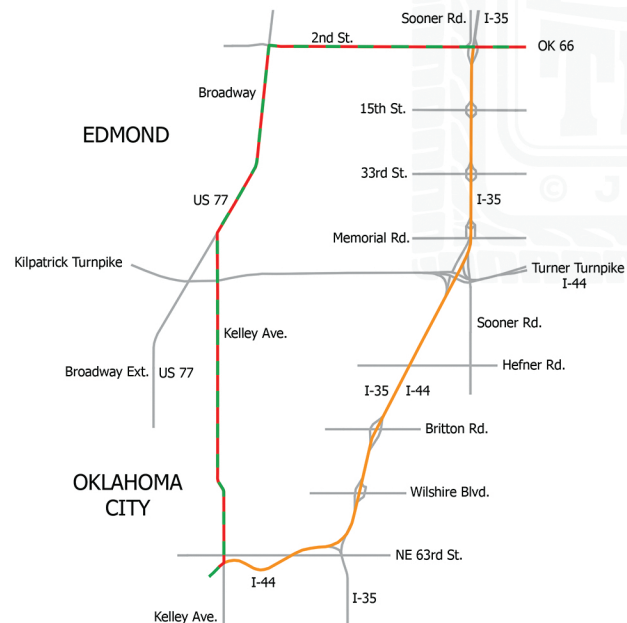 Sooner Rd.
I-35
2nd St.
OK 66
Broadway
15th St.
EDMOND
33rd St.
US 77
I-35
Memorial Rd.
Kilpatrick Turnpike
Turner Turnpike
I-44
Sooner Rd.
Kelley Ave.
Hefner Rd.
Broadway Ext.
US 77
I-35
I-44
Britton Rd.
OKLAHOMA
CITY
Wilshire Blvd.
NE 63rd St.
I-44
I-35
Kelley Ave.
© J